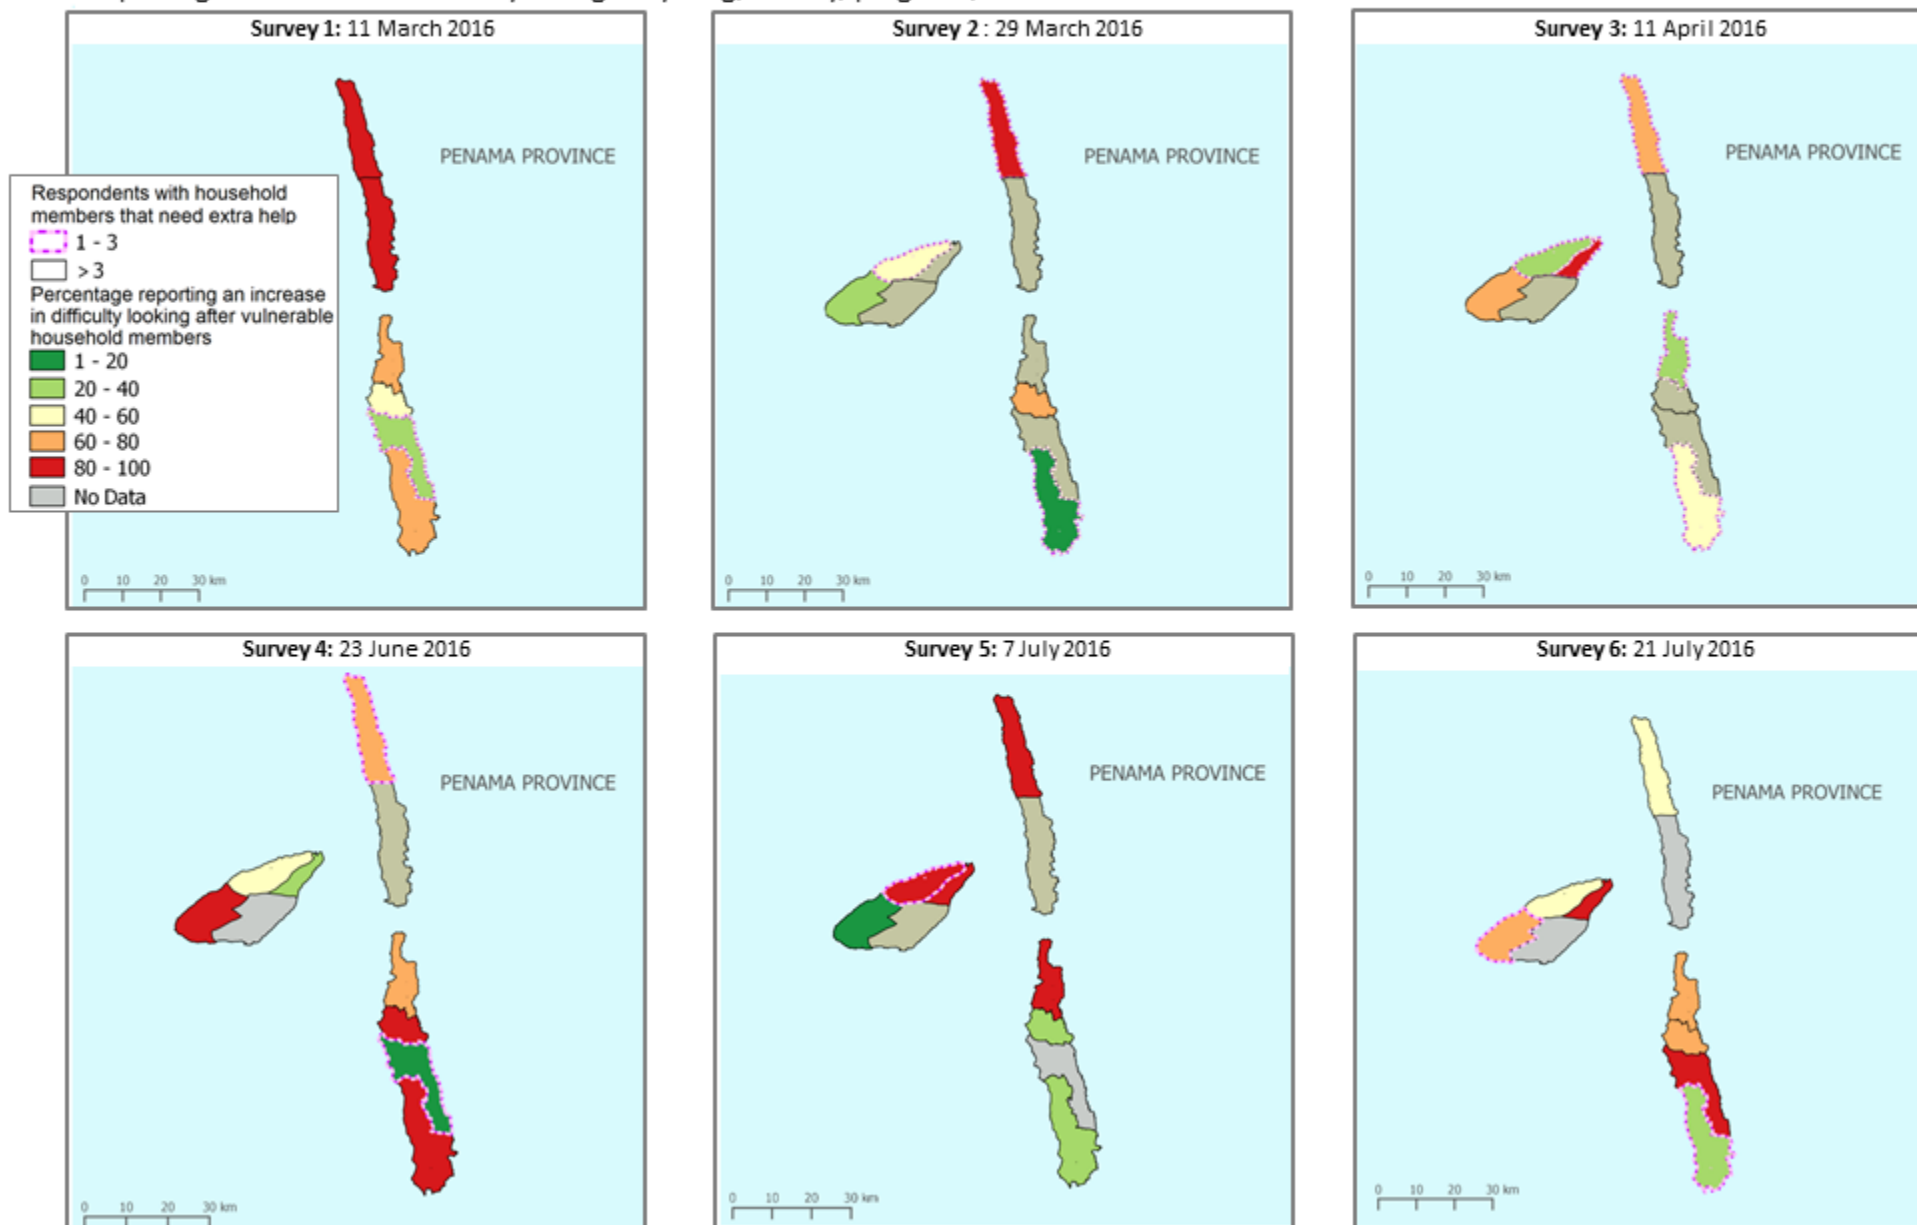 Survey 1: 11 March 2016
PENAMA PROVINCE
Respondents with household
members that need extra help
1 - 3
> 3
Percentage reporting an increase
in difficulty looking after vulnerable
household members
1 - 20
20 - 40
40 - 60
60 - 80
80 - 100
No Data
0 10 20 30 km
Survey 2 : 29 March 2016
PENAMA PROVINCE
0 10 20 30 km
Survey 3: 11 April 2016
PENAMA PROVINCE
0 10 20 30 km
Survey 4: 23 June 2016
PENAMA PROVINCE
0 10 20 30 km
Survey 5: 7 July 2016
PENAMA PROVINCE
0 10 20 30 km
Survey 6: 21 July 2016
PENAMA PROVINCE
0 10 20 30 km